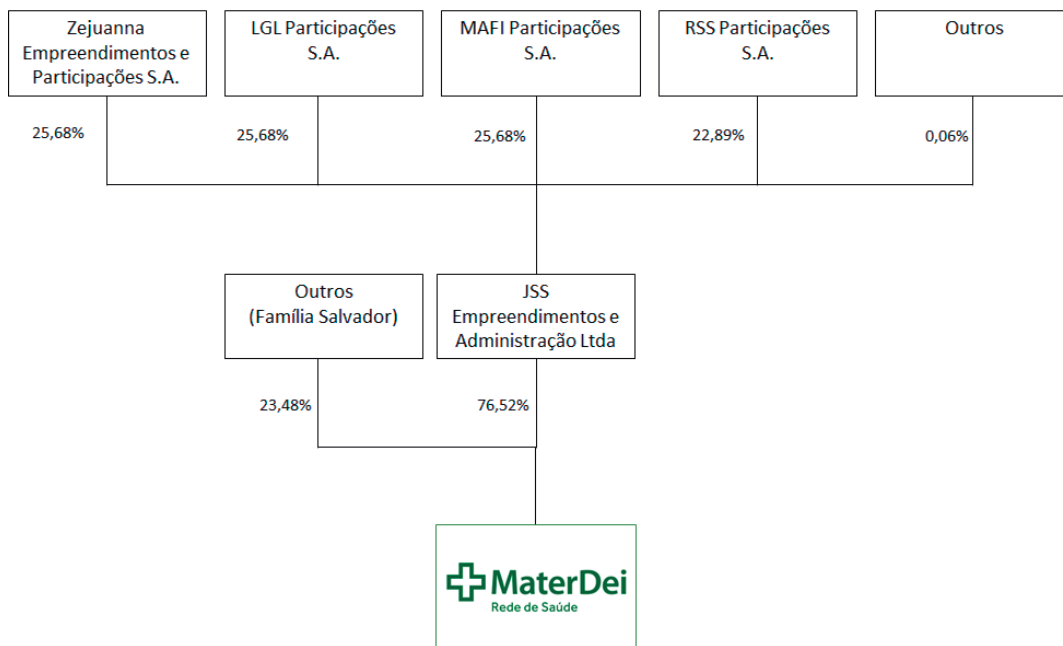 Zejuanna
Empreendimentos e
Participações S.A.
LGL Participações
S.A.
MAFI Participações
S.A.
RSS Participações
S.A.
Outros
25,68%
25,68%
25,68%
22,89%
0,06%
Outros
(Família Salvador)
JSS
Empreendimentos e
Administração Ltda
23,48%
76,52%
MaterDei
Rede de Saúde